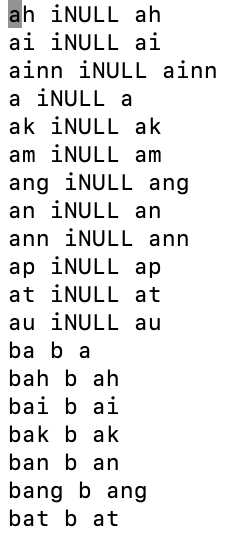 ah iNULL ah
ai iNULL ai
ainn iNULL ainn
a iNULL a
ak iNULL ak
am iNULL am
ang iNULL ang
an iNULL an
ann iNULL ann
ap iNULL ap
at iNULL at
au iNULL au
ba b a
bah b ah
bai b ai
bak b ak
ban b an
bang b ang
bat b at